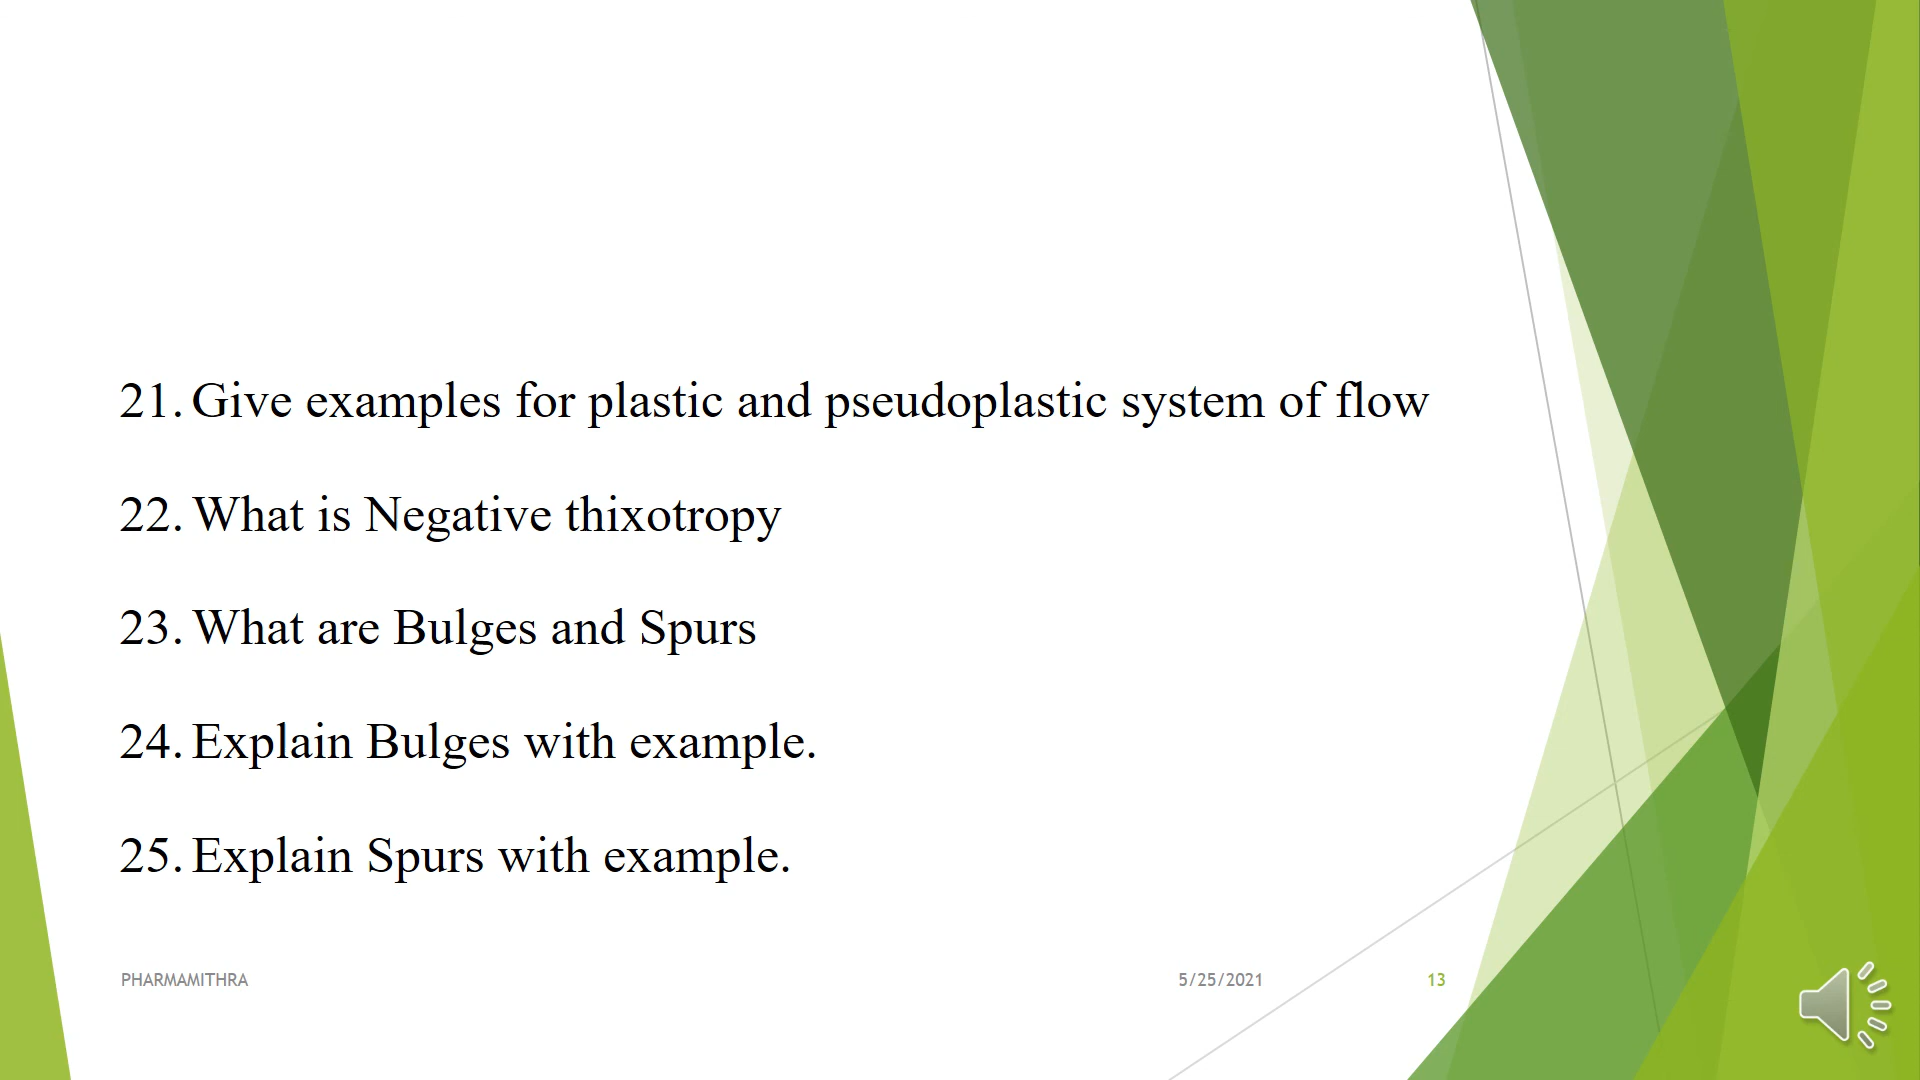 21. Give examples for plastic and pseudoplastic system of flow
22. What is Negative thixotropy
23. What are Bulges and Spurs
24. Explain Bulges with example.
25. Explain Spurs with example.
PHARMAMITHRA 5/25/2021 13